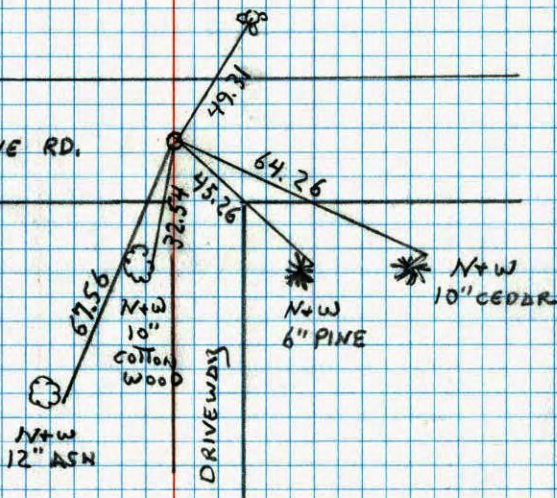 49.31
RD.
64.26
45.26
32.54
67.56
N+W
10" CEDAR
N+W
6" PINE
N+W
10"
COTTON
WOOD
DRIVEWAY
N+W
12" ASH